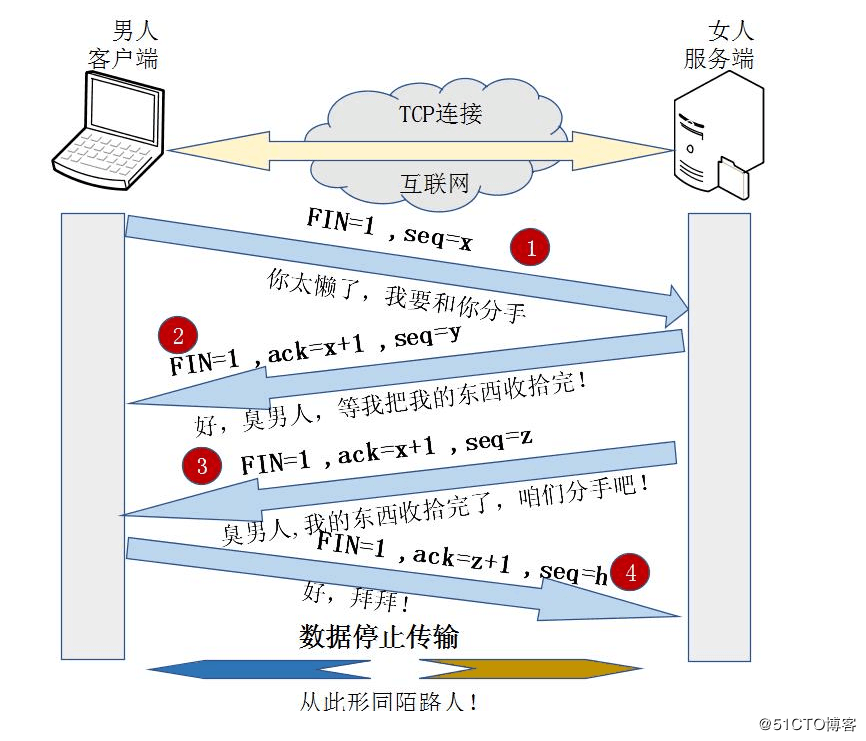 男人
客户端
女人
服务端
TCP连接
互联网
FIN=1 ,seq=x
1
你太懒了，我要和你分手
2
FIN=1 ,ack=x+1 ,seq=y
好，臭男人，等我把我的东西收拾完！
3
FIN=1 ,ack=x+1 ,seq=z
臭男人,我的东西收拾完了，咱们分手吧！
FIN=1 ,ack=z+1 ,seq=h
4
好，拜拜！
数据停止传输
从此形同陌路人！
@51CTO博客